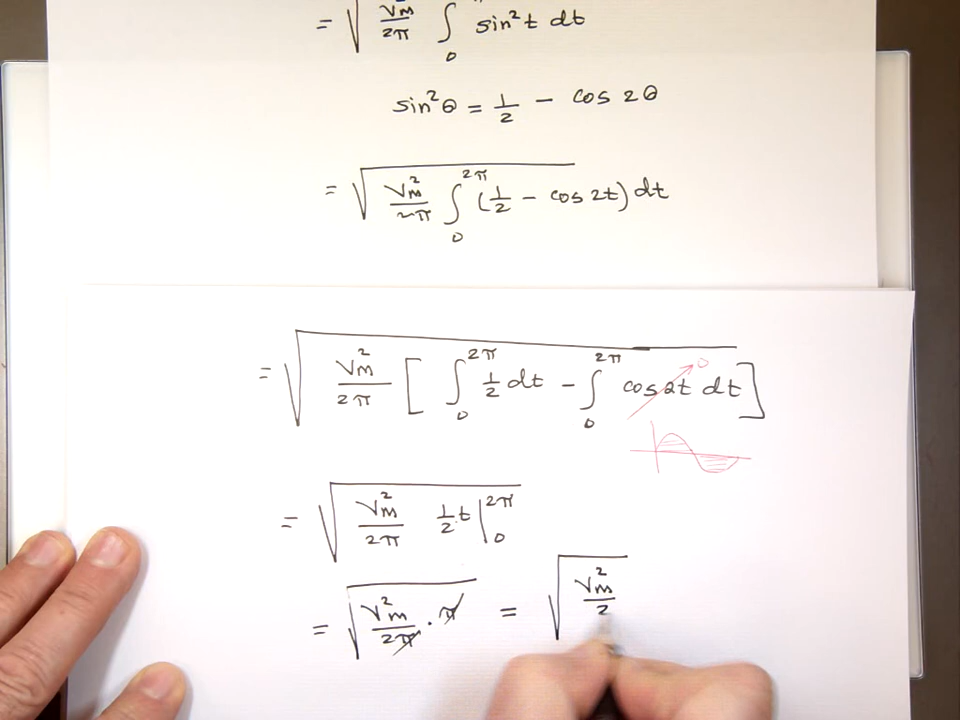 = √ Vm²/2π ∫₀ sin²t dt
sin²θ = 1/2 − cos 2θ
= √ Vm²/2π ∫₀^2π (1/2 − cos 2t) dt
= √ Vm²/2π [ ∫₀^2π 1/2 dt − ∫₀^2π cos 2t dt ] 0
= √ Vm²/2π 1/2 t |₀^2π
= √ Vm²/2π · π = √ Vm²/2